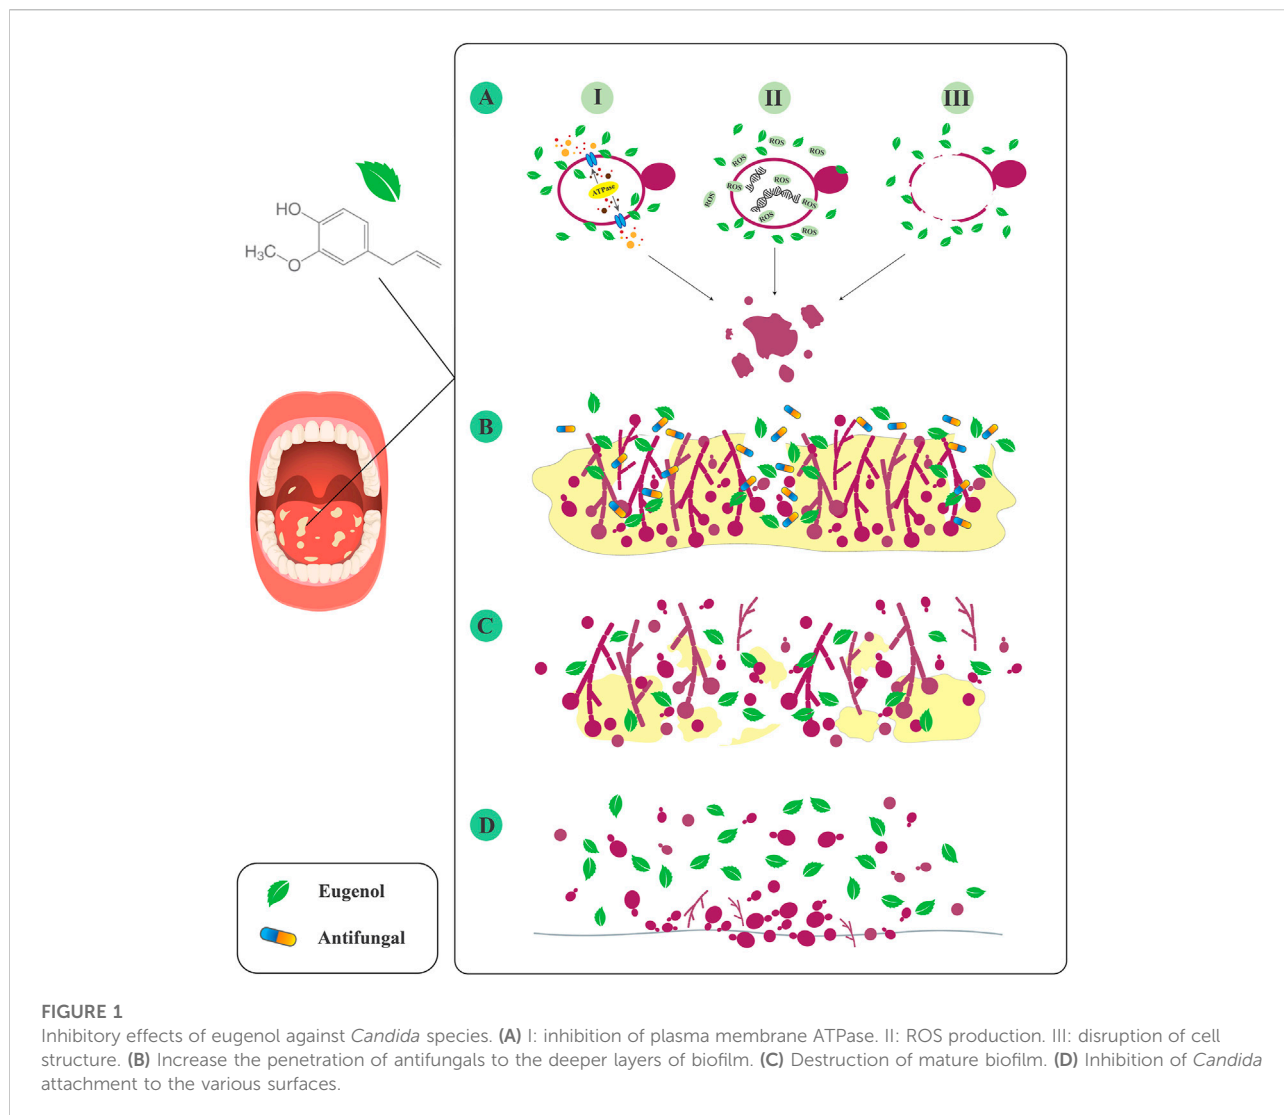 A I II III
ROS
ROS
ROS
ROS
ROS
ATPase
ROS
ROS
ROS
ROS
ROS
HO
H₃C
O
B
C
D
Eugenol
Antifungal
FIGURE 1
Inhibitory effects of eugenol against Candida species. (A) I: inhibition of plasma membrane ATPase. II: ROS production. III: disruption of cell
structure. (B) Increase the penetration of antifungals to the deeper layers of biofilm. (C) Destruction of mature biofilm. (D) Inhibition of Candida
attachment to the various surfaces.